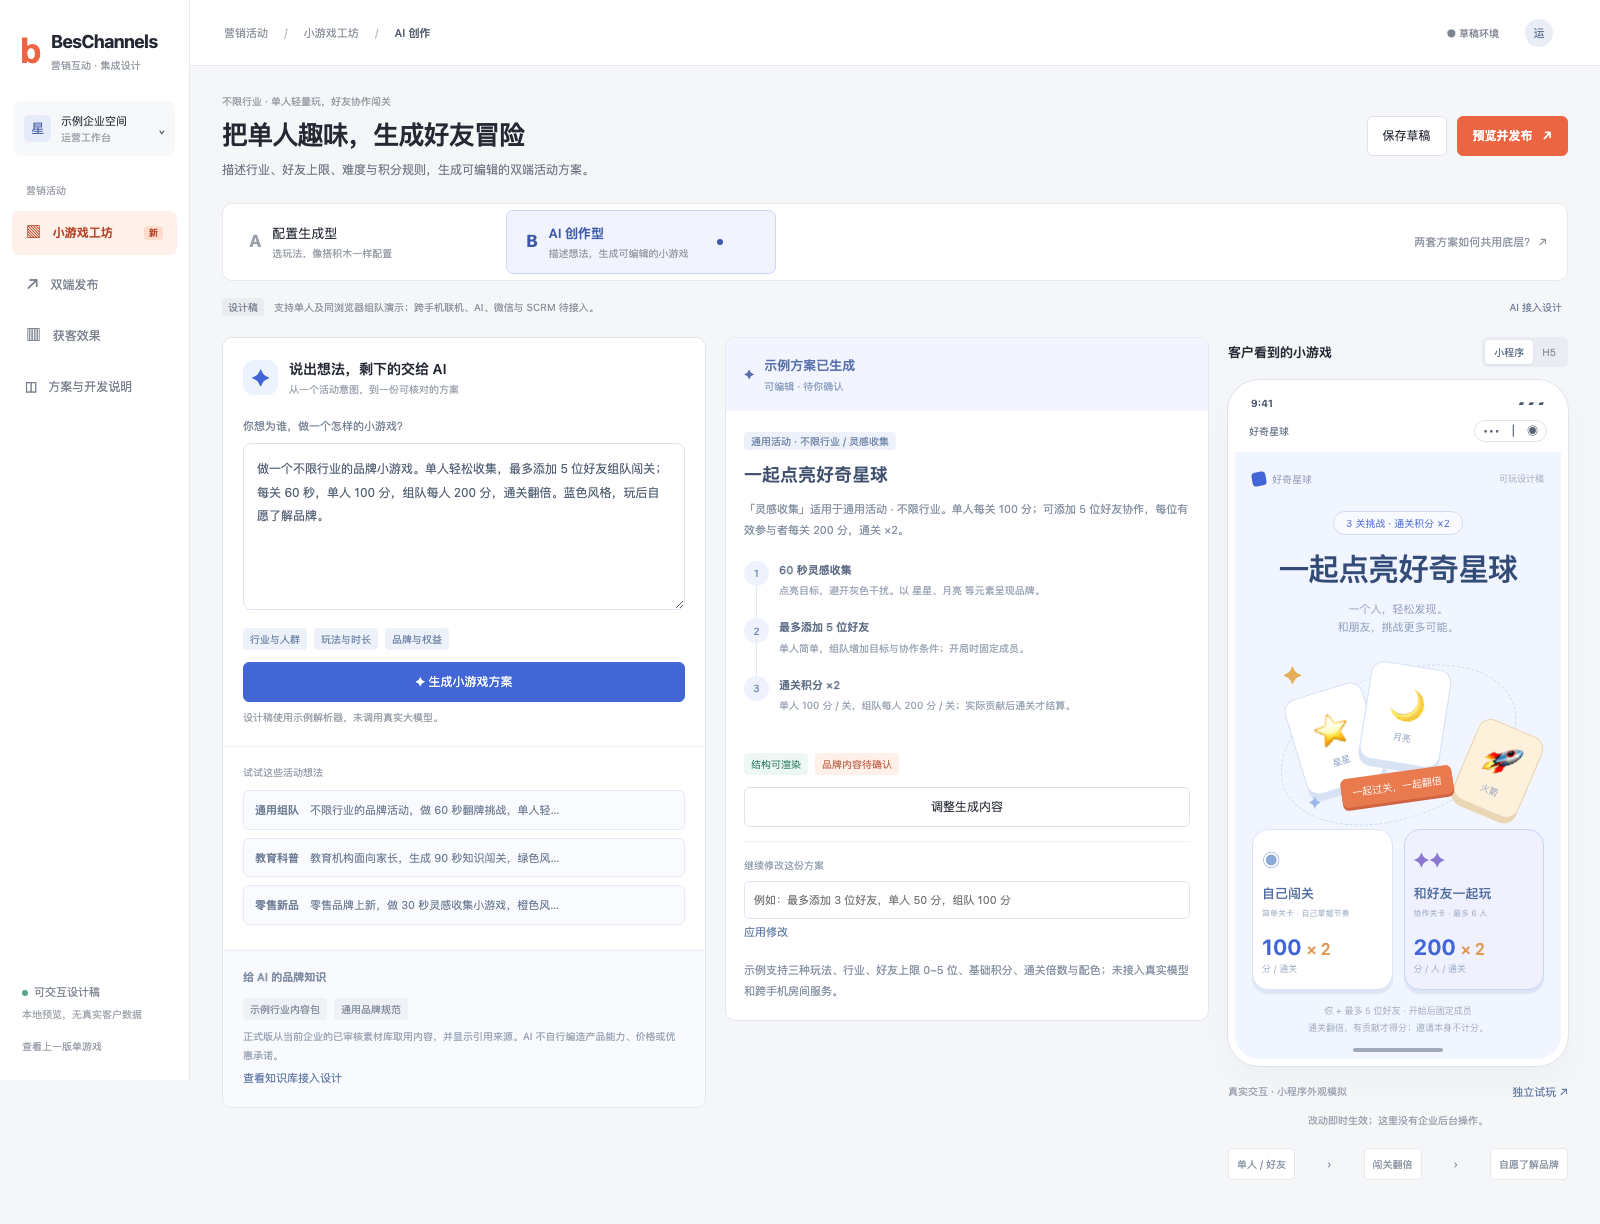 b BesChannels
营销互动 · 集成设计
星 示例企业空间
运营工作台
营销活动
小游戏工坊 新
双端发布
获客效果
方案与开发说明
可交互设计稿
本地预览，无真实客户数据
查看上一版单游戏
营销活动 / 小游戏工坊 / AI 创作
草稿环境 运
不限行业 · 单人轻量玩，好友协作闯关
把单人趣味，生成好友冒险
描述行业、好友上限、难度与积分规则，生成可编辑的双端活动方案。
保存草稿 预览并发布 ↗
A 配置生成型
选玩法，像搭积木一样配置
B AI 创作型
描述想法，生成可编辑的小游戏
两套方案如何共用底层？ ↗
设计稿 支持单人及同浏览器组队演示；跨手机联机、AI、微信与 SCRM 待接入。
AI 接入设计
说出想法，剩下的交给 AI
从一个活动意图，到一份可核对的方案
你想为谁，做一个怎样的小游戏?
做一个不限行业的品牌小游戏。单人轻松收集，最多添加 5 位好友组队闯关；
每关 60 秒，单人 100 分，组队每人 200 分，通关翻倍。蓝色风格，玩后自
愿了解品牌。
行业与人群 玩法与时长 品牌与权益
✦ 生成小游戏方案
设计稿使用示例解析器，未调用真实大模型。
试试这些活动想法
通用组队 不限行业的品牌活动，做 60 秒翻牌挑战，单人轻...
教育科普 教育机构面向家长，生成 90 秒知识闯关，绿色风...
零售新品 零售品牌上新，做 30 秒灵感收集小游戏，橙色风...
给 AI 的品牌知识
示例行业内容包 通用品牌规范
正式版从当前企业的已审核素材库取用内容，并显示引用来源。AI 不自行编造产品能力、价格或优
惠承诺。
查看知识库接入设计
示例方案已生成
可编辑 · 待你确认
通用活动 · 不限行业 / 灵感收集
一起点亮好奇星球
「灵感收集」适用于通用活动 · 不限行业。单人每关 100 分；可添加 5 位好友协作，每位有
效参与者每关 200 分，通关 ×2。
1 60 秒灵感收集
点亮目标，避开灰色干扰。以 星星、月亮 等元素呈现品牌。
2 最多添加 5 位好友
单人简单，组队增加目标与协作条件；开局时固定成员。
3 通关积分 ×2
单人 100 分 / 关，组队每人 200 分 / 关；实际贡献后通关才结算。
结构可渲染 品牌内容待确认
调整生成内容
继续修改这份方案
例如：最多添加 3 位好友，单人 50 分，组队 100 分
应用修改
示例支持三种玩法、行业、好友上限 0–5 位、基础积分、通关倍数与配色；未接入真实模型
和跨手机房间服务。
客户看到的小游戏 小程序 H5
9:41
好奇星球
好奇星球 可玩设计稿
3 关挑战 · 通关积分 ×2
一起点亮好奇星球
一个人，轻松发现。
和朋友，挑战更多可能。
星星
月亮
火箭
一起过关，一起翻倍
自己闯关
简单关卡 · 自己掌握节奏
100 × 2
分 / 通关
和好友一起玩
协作关卡 · 最多 6 人
200 × 2
分 / 人 / 通关
你 + 最多 5 位好友 · 开始后固定成员
通关翻倍，有贡献才得分；邀请本身不计分。
真实交互 · 小程序外观模拟 独立试玩 ↗
改动即时生效；这里没有企业后台操作。
单人 / 好友 › 闯关翻倍 › 自愿了解品牌